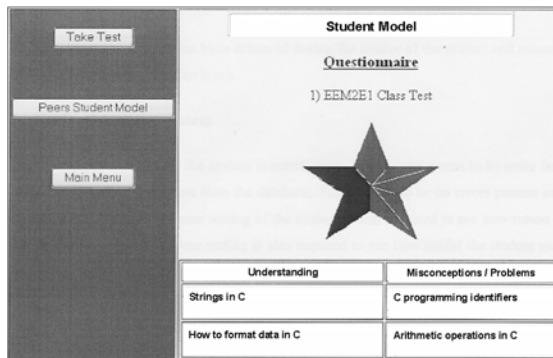 Take Test
Peers Student Model
Main Menu
Student Model
Questionnaire
1) EEM2E1 Class Test
Understanding
Misconceptions / Problems
Strings in C
C programming identifiers
How to format data in C
Arithmetic operations in C